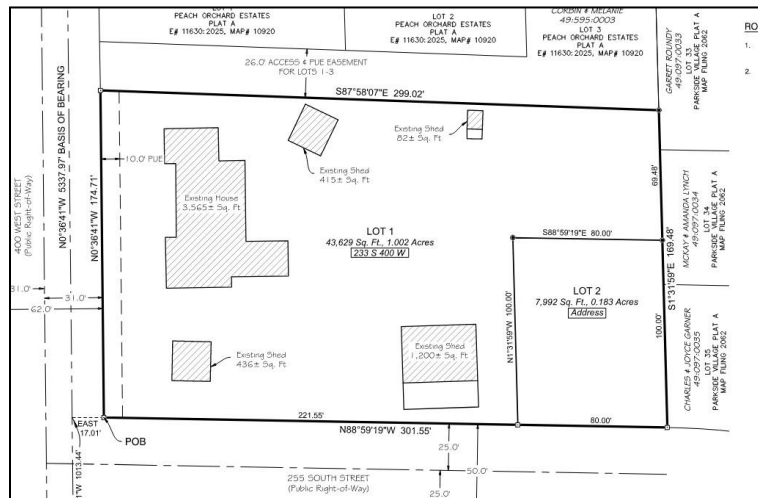 LOT 2
PEACH ORCHARD ESTATES
PLAT A
E# 11630:2025, MAP# 10920
PEACH ORCHARD ESTATES
PLAT A
E# 11630:2025, MAP# 10920
CORBIN & MELANIE
49:595:0003
LOT 3
PEACH ORCHARD ESTATES
PLAT A
E# 11630:2025, MAP# 10920
26.0' ACCESS & PUE EASEMENT
FOR LOTS 1-3
S87°58'07"E 299.02'
GARRET ROUNDY
49:097:0033
LOT 33
PARKSIDE VILLAGE PLAT A
MAP FILING 2062
RO
1.
2.
400 WEST STREET
(Public Right-of-Way)
N0°36'41"W 5337.97' BASIS OF BEARING
N0°36'41"W 174.71'
10.0' PUE
Existing House
3,565± Sq. Ft
Existing Shed
415± Sq. Ft
Existing Shed
82± Sq. Ft
69.48'
LOT 1
43,629 Sq. Ft., 1.002 Acres
233 S 400 W
S88°59'19"E 80.00'
MCKAY & AMANDA LYNCH
49:097:0034
LOT 34
PARKSIDE VILLAGE PLAT A
MAP FILING 2062
S1°31'59"E 169.48'
LOT 2
7,992 Sq. Ft., 0.183 Acres
Address
N1°31'59"W 100.00'
100.00'
31.0'
31.0'
62.0'
Existing Shed
436± Sq. Ft
Existing Shed
1,200± Sq. Ft
CHARLES & JOYCE GARNER
49:097:0035
LOT 35
PARKSIDE VILLAGE PLAT A
MAP FILING 2062
221.55'
80.00'
N88°59'19"W 301.55'
EAST
17.01'
POB
1"W 1013.44'
25.0'
50.0'
25.0'
255 SOUTH STREET
(Public Right-of-Way)